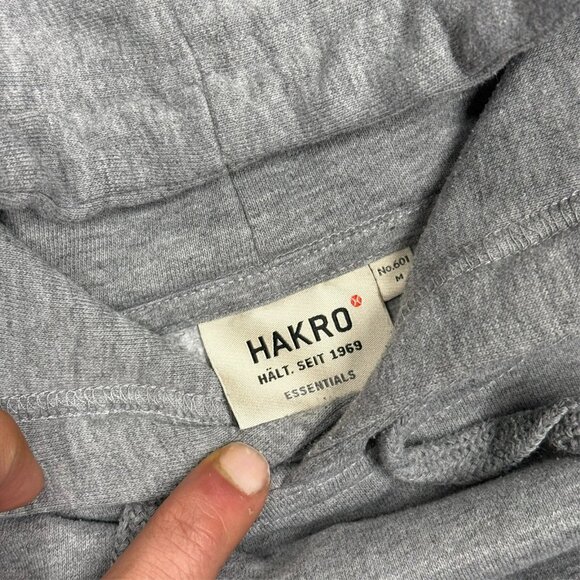 No.601
M
HAKRO
HÄLT. SEIT 1969
ESSENTIALS